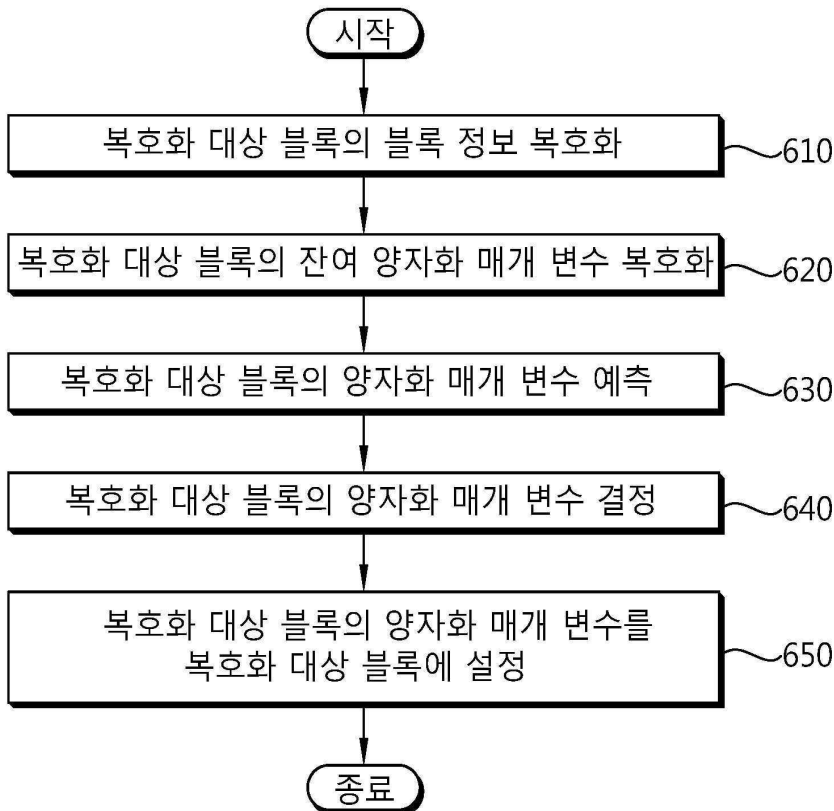 시작
복호화 대상 블록의 블록 정보 복호화
610
복호화 대상 블록의 잔여 양자화 매개 변수 복호화
620
복호화 대상 블록의 양자화 매개 변수 예측
630
복호화 대상 블록의 양자화 매개 변수 결정
640
복호화 대상 블록의 양자화 매개 변수를
복호화 대상 블록에 설정
650
종료